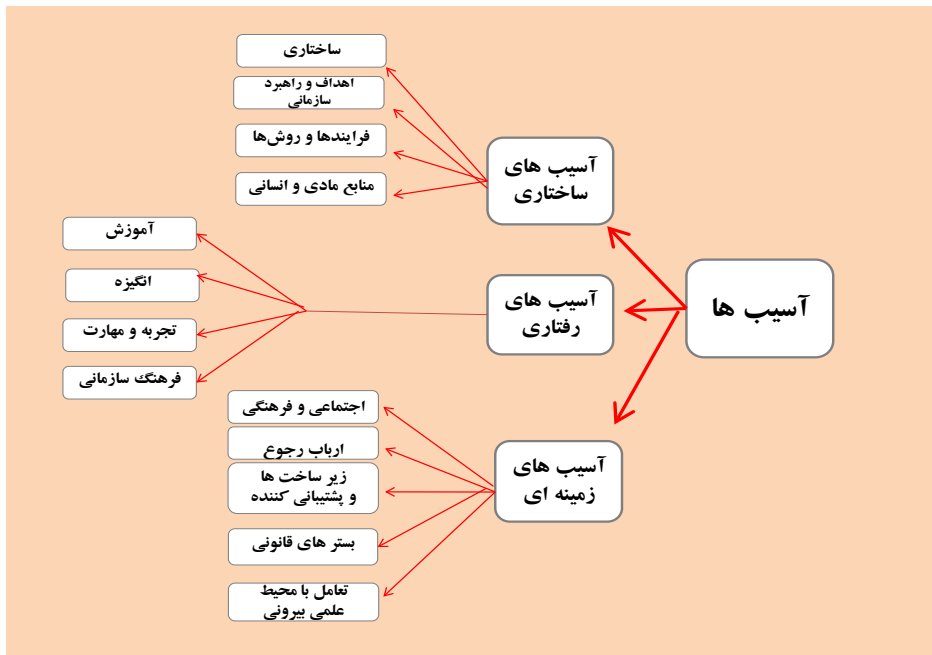 آسیب ها
آسیب های
ساختاری
ساختاری
اهداف و راهبرد
سازمانی
فرایندها و روش‌ها
منابع مادی و انسانی
آسیب های
رفتاری
آموزش
انگیزه
تجربه و مهارت
فرهنگ سازمانی
آسیب های
زمینه ای
اجتماعی و فرهنگی
ارباب رجوع
زیر ساخت ها
و پشتیبانی کننده
بستر های قانونی
تعامل با محیط
علمی بیرونی